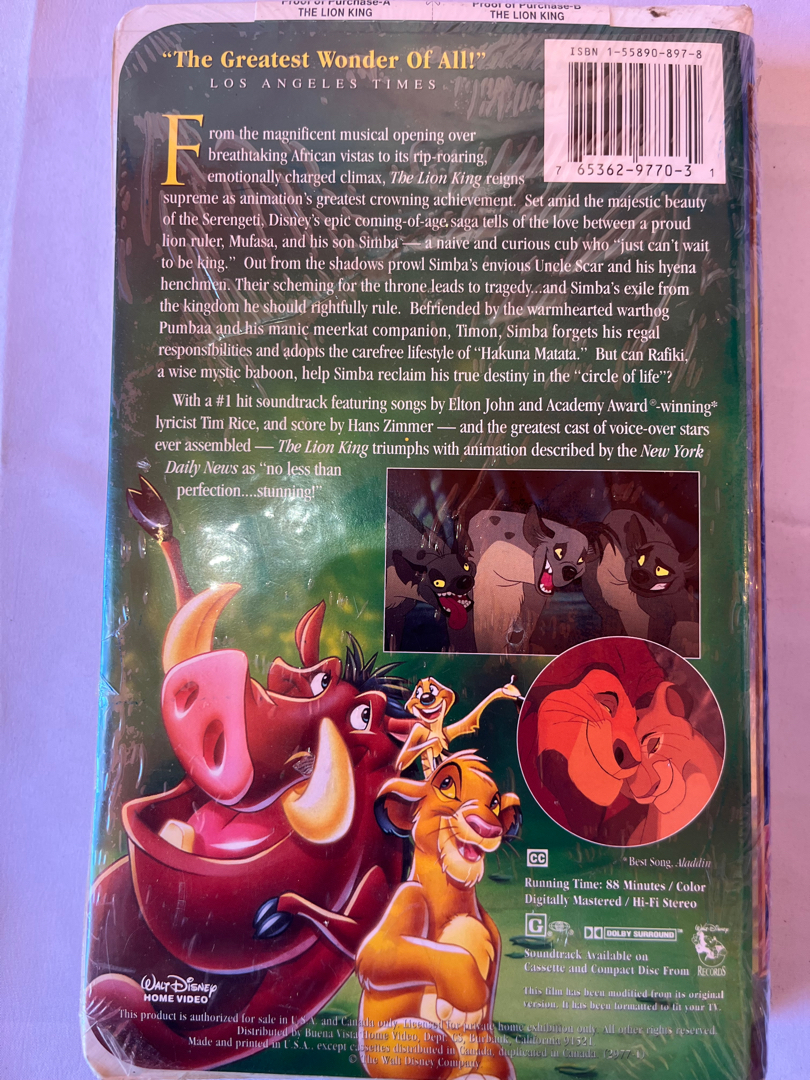 Proof of Purchase-A
THE LION KING
Proof of Purchase-B
THE LION KING
"The Greatest Wonder Of All!"
LOS ANGELES TIMES
ISBN 1-55890-897-8
7 65362-9770-3 1
From the magnificent musical opening over
breathtaking African vistas to its rip-roaring,
emotionally charged climax, The Lion King reigns
supreme as animation's greatest crowning achievement. Set amid the majestic beauty
of the Serengeti, Disney's epic coming-of-age saga tells of the love between a proud
lion ruler, Mufasa, and his son Simba — a naive and curious cub who "just can't wait
to be king." Out from the shadows prowl Simba's envious Uncle Scar and his hyena
henchmen. Their scheming for the throne leads to tragedy...and Simba's exile from
the kingdom he should rightfully rule. Befriended by the warmhearted warthog
Pumbaa and his manic meerkat companion, Timon, Simba forgets his regal
responsibilities and adopts the carefree lifestyle of "Hakuna Matata." But can Rafiki,
a wise mystic baboon, help Simba reclaim his true destiny in the "circle of life"?
With a #1 hit soundtrack featuring songs by Elton John and Academy Award®-winning*
lyricist Tim Rice, and score by Hans Zimmer — and the greatest cast of voice-over stars
ever assembled — The Lion King triumphs with animation described by the New York
Daily News as "no less than
perfection....stunning!"
CC
*Best Song, Aladdin
Running Time: 88 Minutes / Color
Digitally Mastered / Hi-Fi Stereo
G
DOLBY SURROUND
Soundtrack Available on
Cassette and Compact Disc From
Walt Disney
RECORDS
This film has been modified from its original
version. It has been formatted to fit your TV.
WALT DISNEY
HOME VIDEO
This product is authorized for sale in U.S.A. and Canada only. Licensed for private home exhibition only. All other rights reserved.
Distributed by Buena Vista Home Video, Dept. CS, Burbank, California 91521
Made and printed in U.S.A., except cassettes distributed in Canada, duplicated in Canada.
© The Walt Disney Company